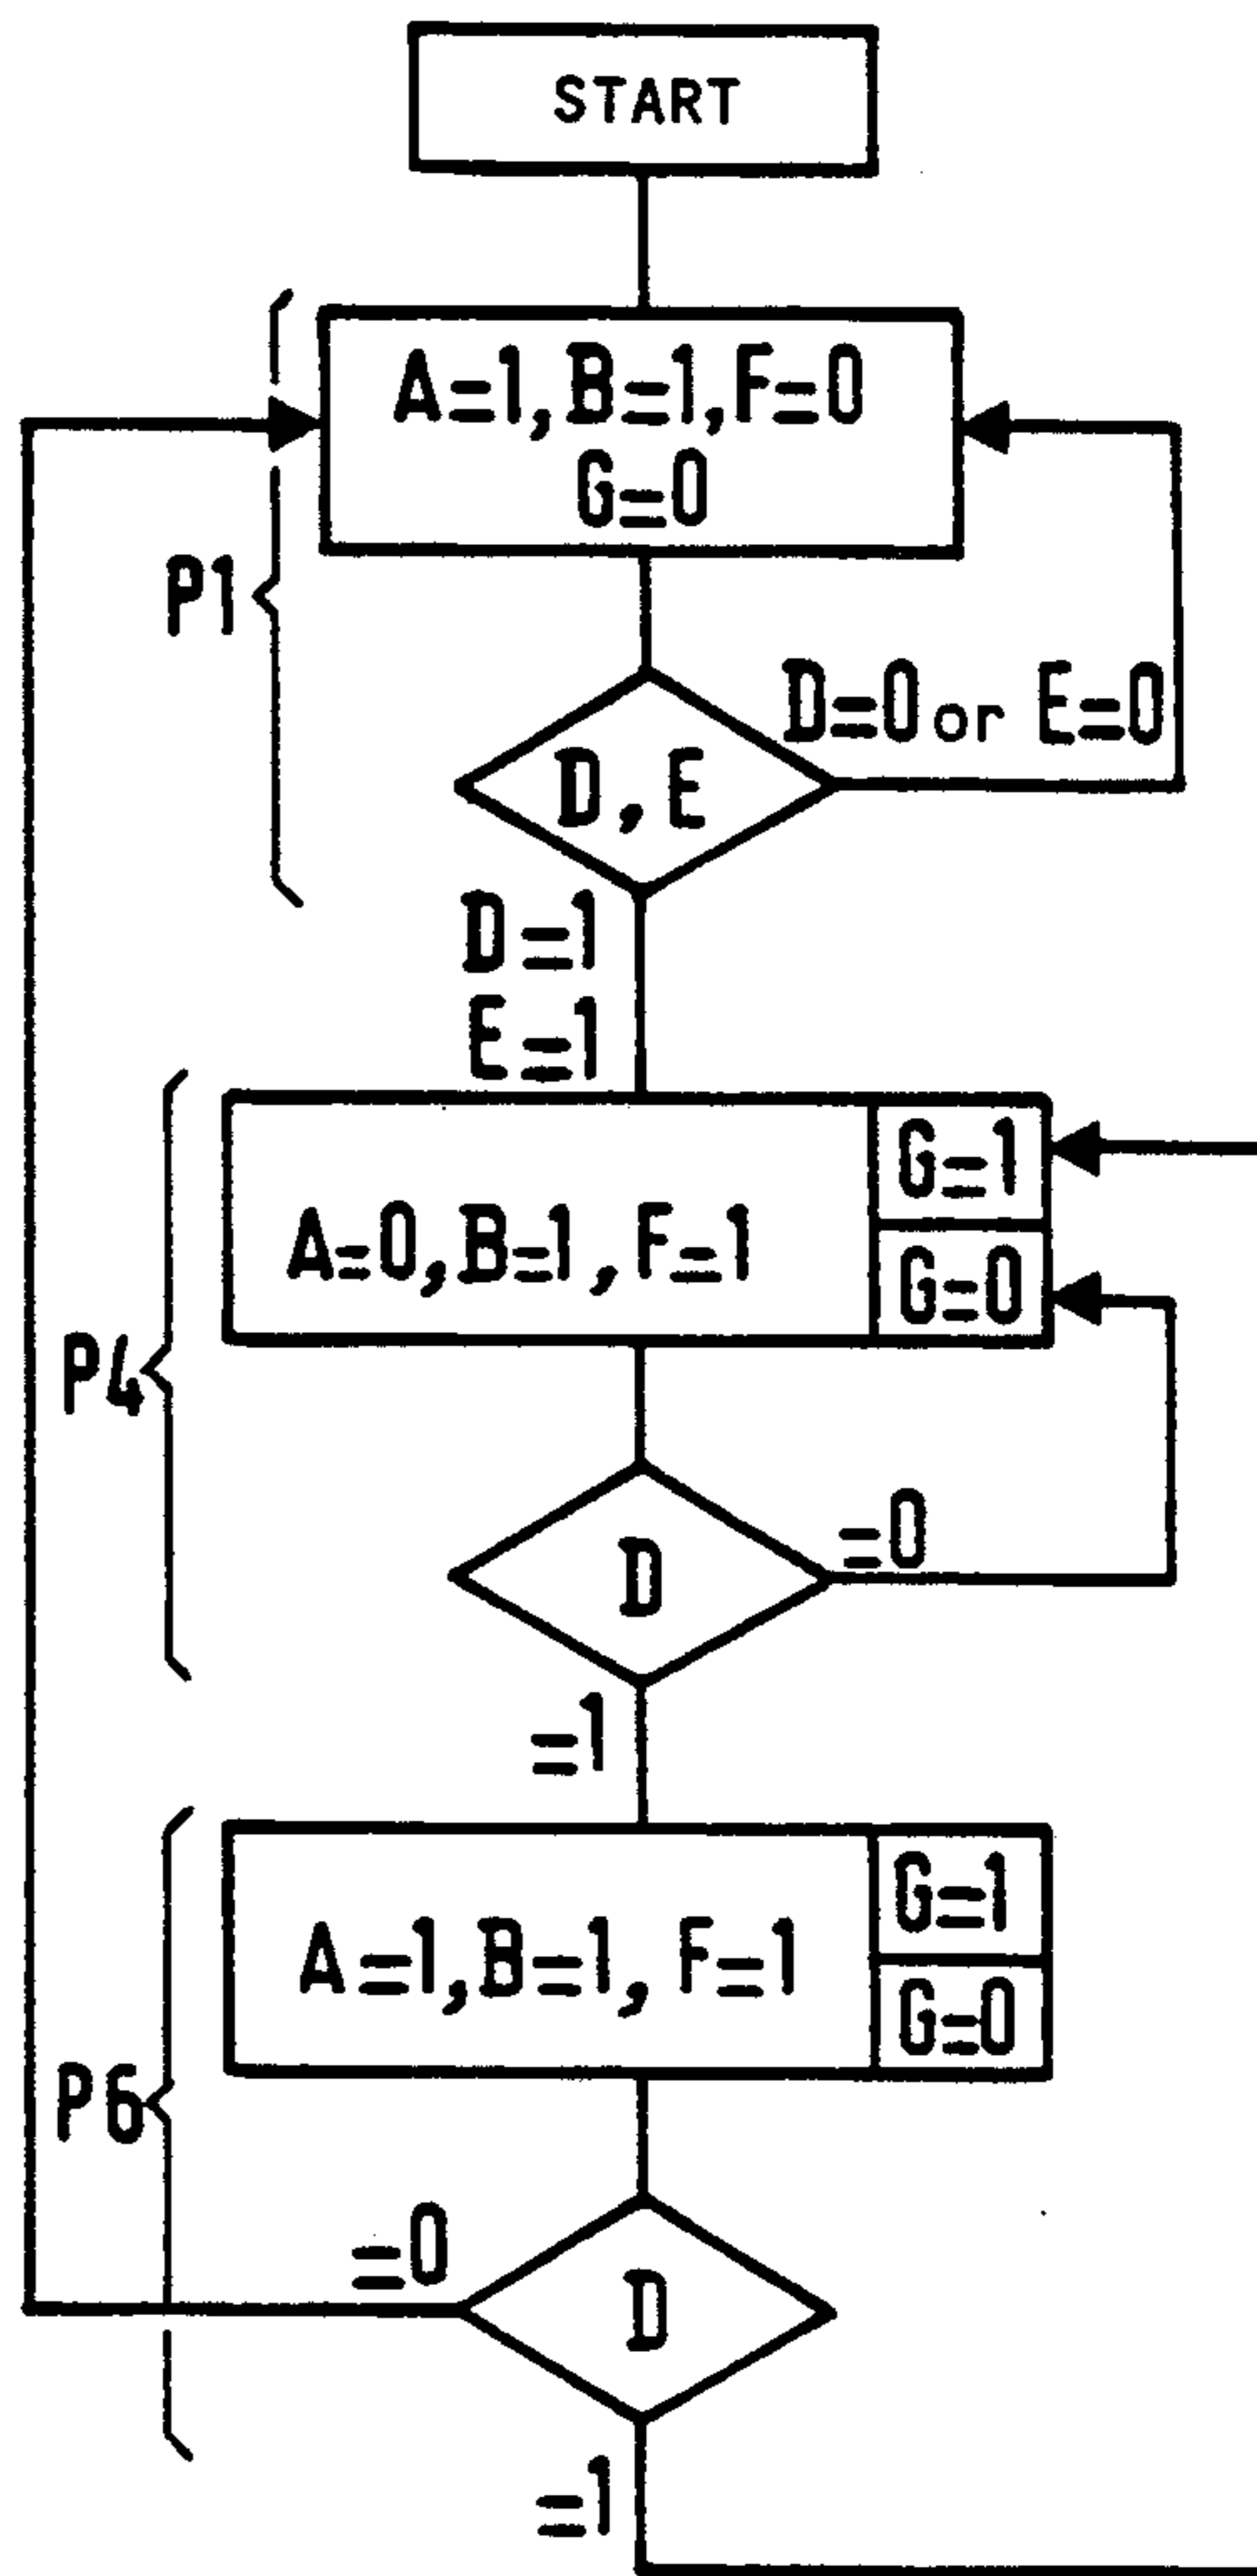 START
A=1, B=1, F=0
G=0
P1
D=0 or E=0
D, E
D=1
E=1
G=1
A=0, B=1, F=1
G=0
P4
=0
D
=1
G=1
A=1, B=1, F=1
G=0
P6
=0
D
=1